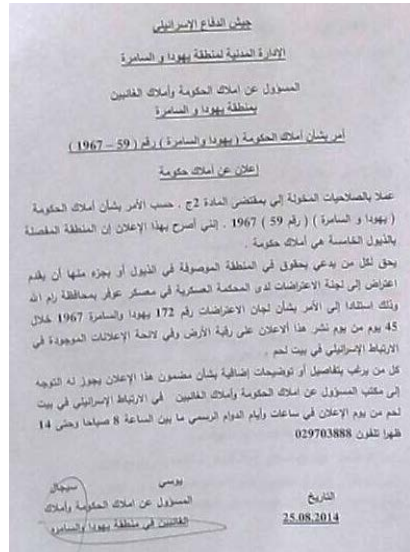 جيش الدفاع الإسرائيلي
الإدارة المدنية لمنطقة يهودا و السامرة
المسؤول عن املاك الحكومة وأملاك الغائبين
بمنطقة يهودا و السامرة
أمر بشأن أملاك الحكومة ( يهودا والسامرة ) رقم ( 59 – 1967 )
إعلان عن أملاك حكومة
عملا بالصلاحيات المخولة إلي بمقتضى المادة 2ج . حسب الأمر بشأن أملاك الحكومة
( يهودا و السامرة ) ( رقم 59 ) 1967 . إنني أصرح بهذا الإعلان إن المنطقة المفصلة
بالذيول الخامسة هي أملاك حكومة .
يحق لكل من يدعي بحقوق في المنطقة الموصوفة في الذيول أو بجزء منها أن يقدم
اعتراض إلى لجنة الاعتراضات لدى المحكمة العسكرية في معسكر عوفر بمحافظة رام الله
وذلك استنادا إلى الأمر بشأن لجان الاعتراضات رقم 172 يهودا والسامرة 1967 خلال
45 يوم من يوم نشر هذا الاعلان على رقبة الأرض وفي لائحة الإعلانات الموجودة في
الارتباط الإسرائيلي في بيت لحم .
كل من يرغب بتفاصيل أو توضيحات إضافية بشأن مضمون هذا الإعلان يجوز له التوجه
إلى مكتب المسؤول عن املاك الحكومة وأملاك الغائبين في الارتباط الإسرائيلي في بيت
لحم من يوم الإعلان في ساعات وأيام الدوام الرسمي ما بين الساعة 8 صباحا وحتى 14
ظهرا تلفون 029703888
يوسي سيجال
المسؤول عن املاك الحكومة وأملاك
الغائبين في منطقة يهودا والسامره
التاريخ
25.08.2014